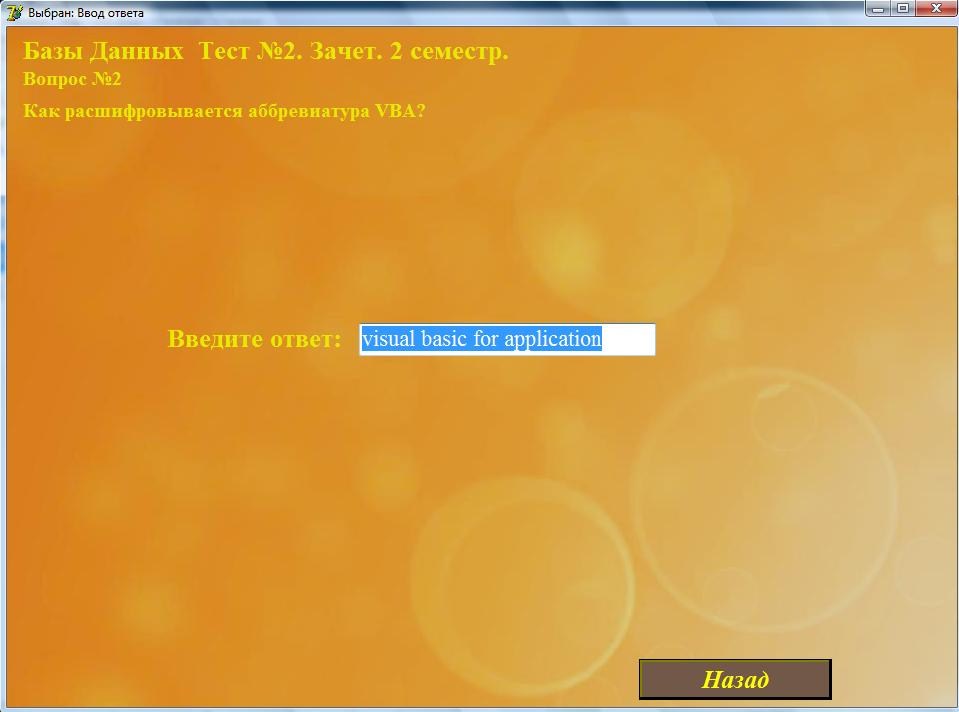 Выбран: Ввод ответа
Базы Данных Тест №2. Зачет. 2 семестр.
Вопрос №2
Как расшифровывается аббревиатура VBA?
Введите ответ: visual basic for application
Назад